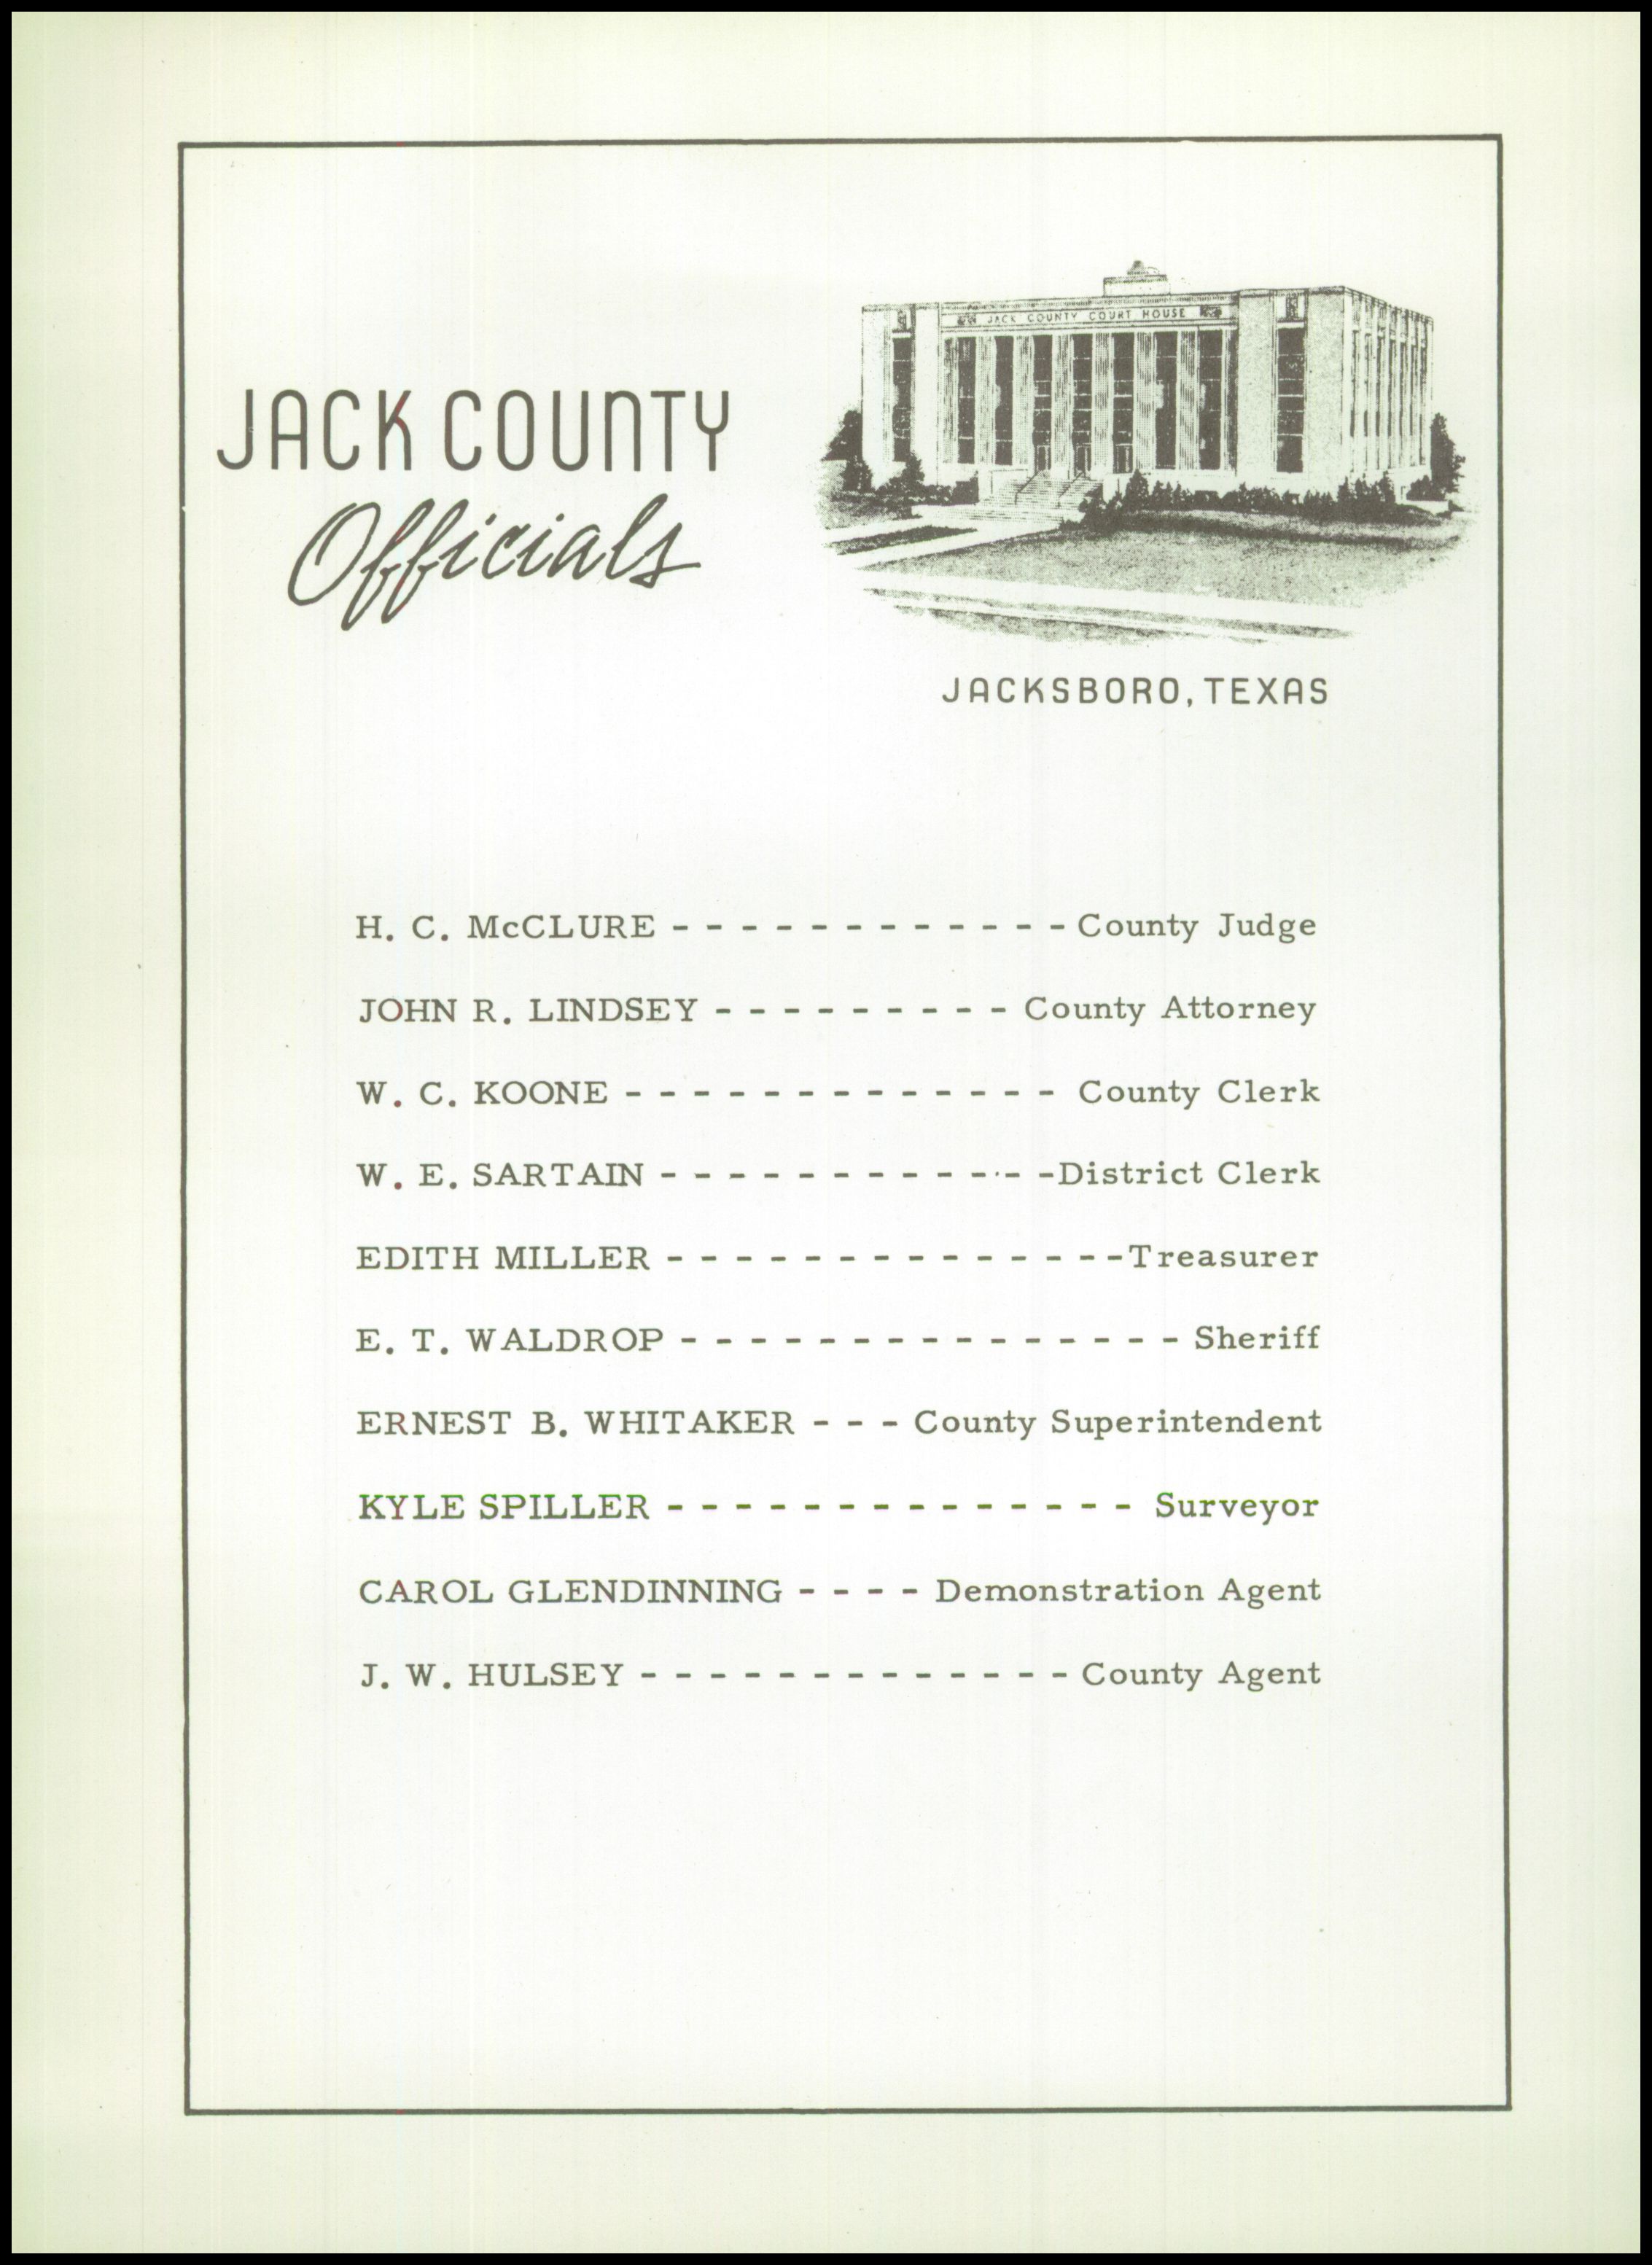 JACK COUNTY COURT HOUSE
JACK COUNTY
Officials
JACKSBORO, TEXAS
H. C. McCLURE - - - - - - - - - - - - County Judge
JOHN R. LINDSEY - - - - - - - - - County Attorney
W. C. KOONE - - - - - - - - - - - - - County Clerk
W. E. SARTAIN - - - - - - - - - - - -District Clerk
EDITH MILLER - - - - - - - - - - - - - -Treasurer
E. T. WALDROP - - - - - - - - - - - - - - - Sheriff
ERNEST B. WHITAKER - - - County Superintendent
KYLE SPILLER - - - - - - - - - - - - - - Surveyor
CAROL GLENDINNING - - - - Demonstration Agent
J. W. HULSEY - - - - - - - - - - - - - County Agent